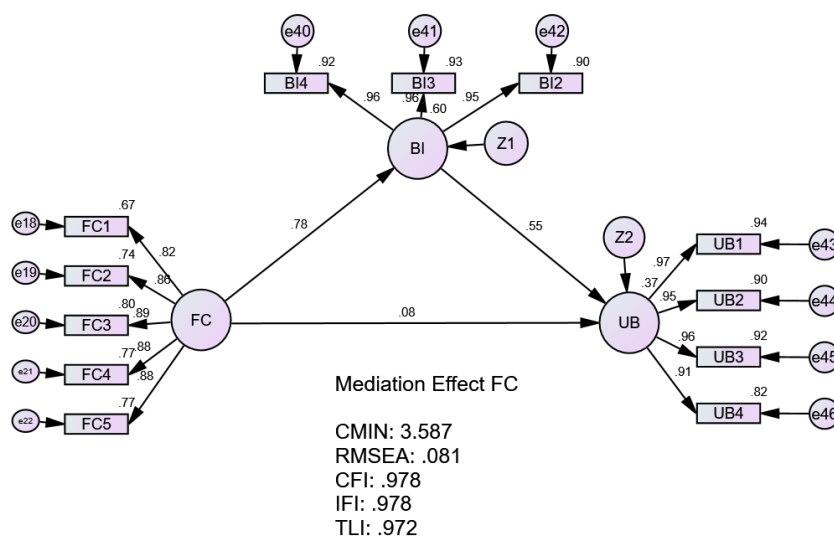 e40
e41
e42
.92
.93
.90
BI4
BI3
BI2
.96
.96
.60
.95
BI
Z1
.67
e18
FC1
.82
.78
.55
Z2
.94
UB1
e43
.97
.37
.74
e19
FC2
.86
.90
.95
UB2
e44
.80
.89
e20
FC3
FC
.08
UB
.92
.96
UB3
e45
.77
.88
e21
FC4
.88
.91
.82
UB4
e46
.77
e22
FC5
Mediation Effect FC
CMIN: 3.587
RMSEA: .081
CFI: .978
IFI: .978
TLI: .972